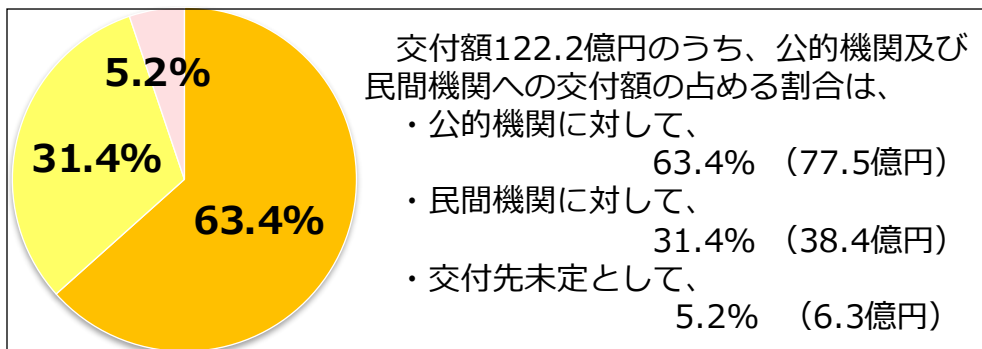 5.2%
31.4%
63.4%
交付額122.2億円のうち、公的機関及び
民間機関への交付額の占める割合は、
・公的機関に対して、
63.4% （77.5億円）
・民間機関に対して、
31.4% （38.4億円）
・交付先未定として、
5.2% （6.3億円）